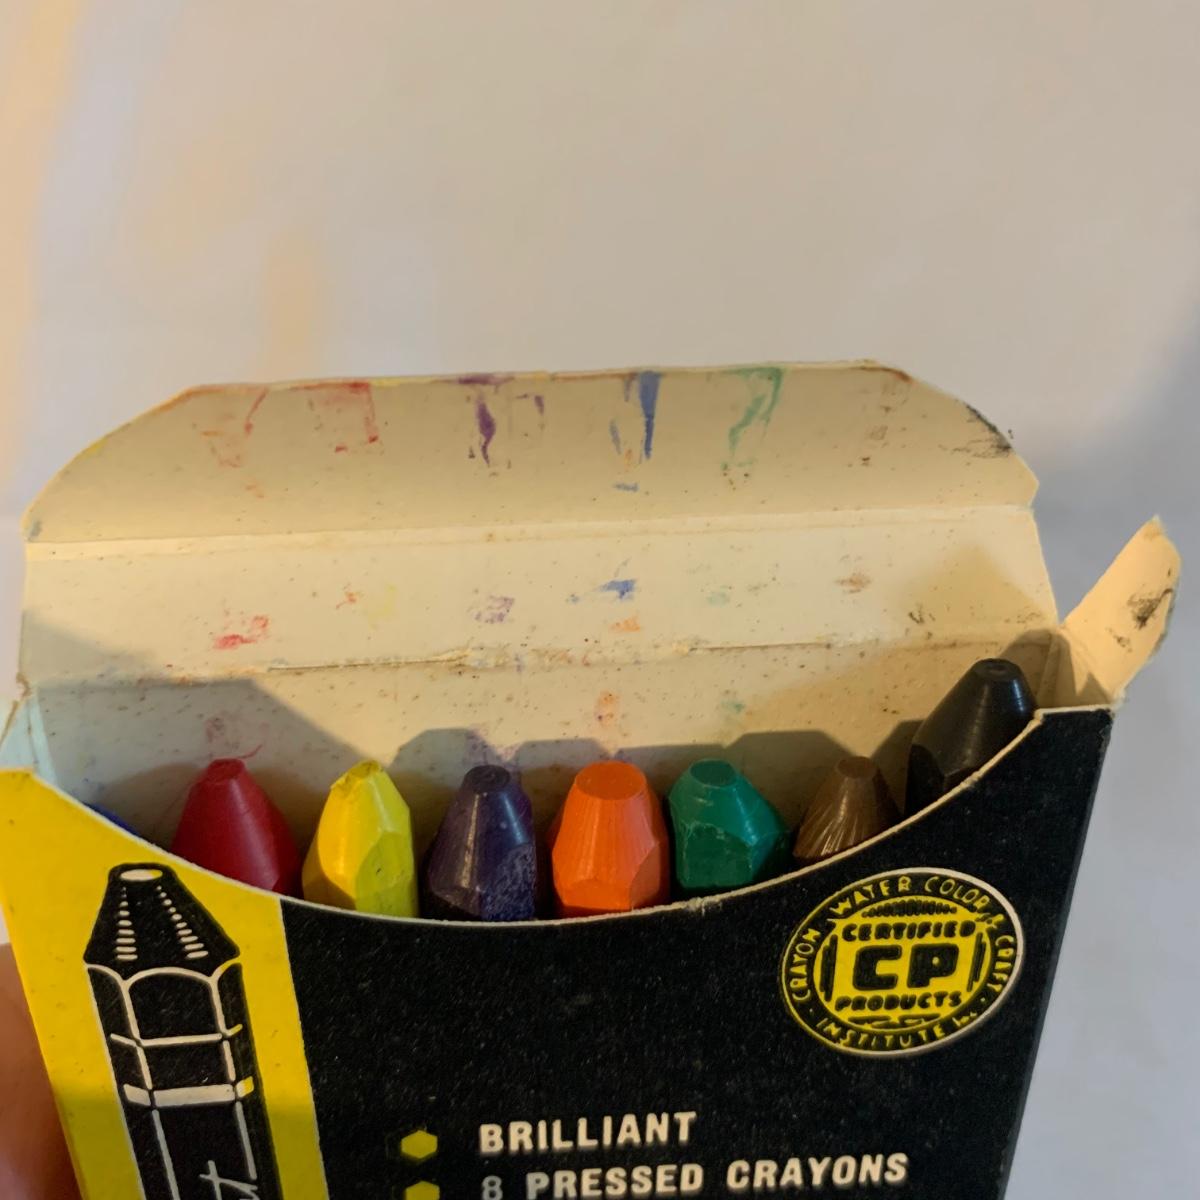 CRAYON, WATER COLOR & CRAFT
INSTITUTE Inc.
CERTIFIED
CP
PRODUCTS
BRILLIANT
8 PRESSED CRAYONS